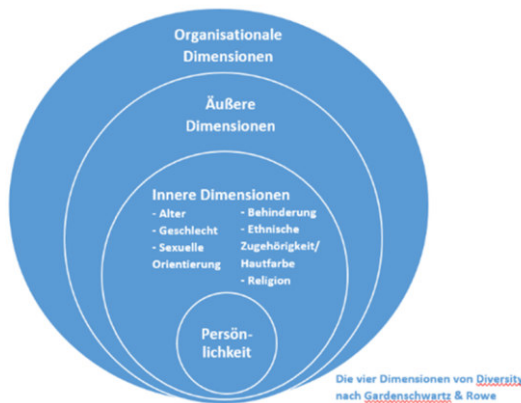 Organisationale
Dimensionen
Äußere
Dimensionen
Innere Dimensionen
- Alter
- Geschlecht
- Sexuelle
Orientierung
- Behinderung
- Ethnische
Zugehörigkeit/
Hautfarbe
- Religion
Persön-
lichkeit
Die vier Dimensionen von Diversity
nach Gardenschwartz & Rowe